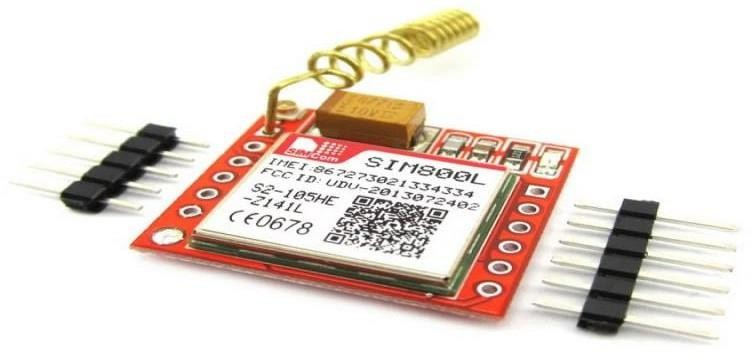 SIMCom
SIM800L
IMEI:867273021334334
FCC ID: UDV-2013072402
S2-105HE
-Z141L
CE0678